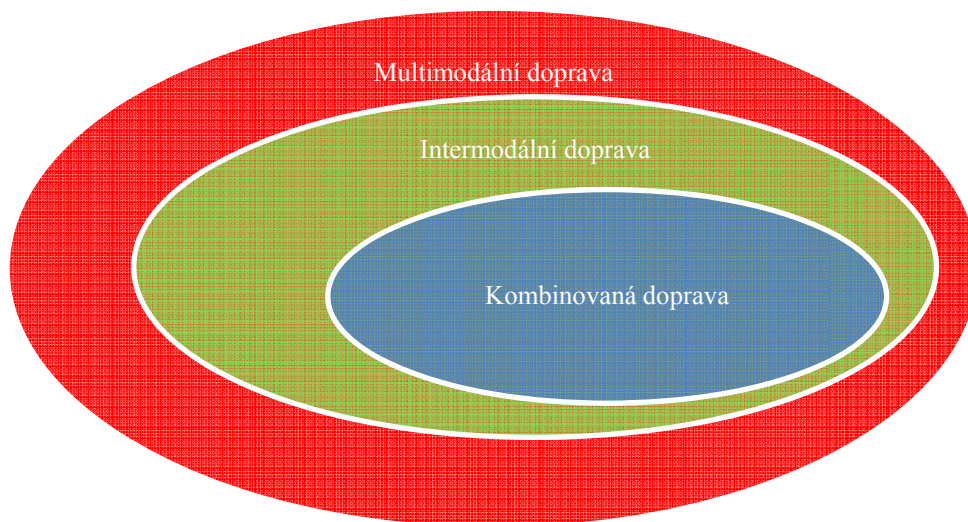 Multimodální doprava
Intermodální doprava
Kombinovaná doprava